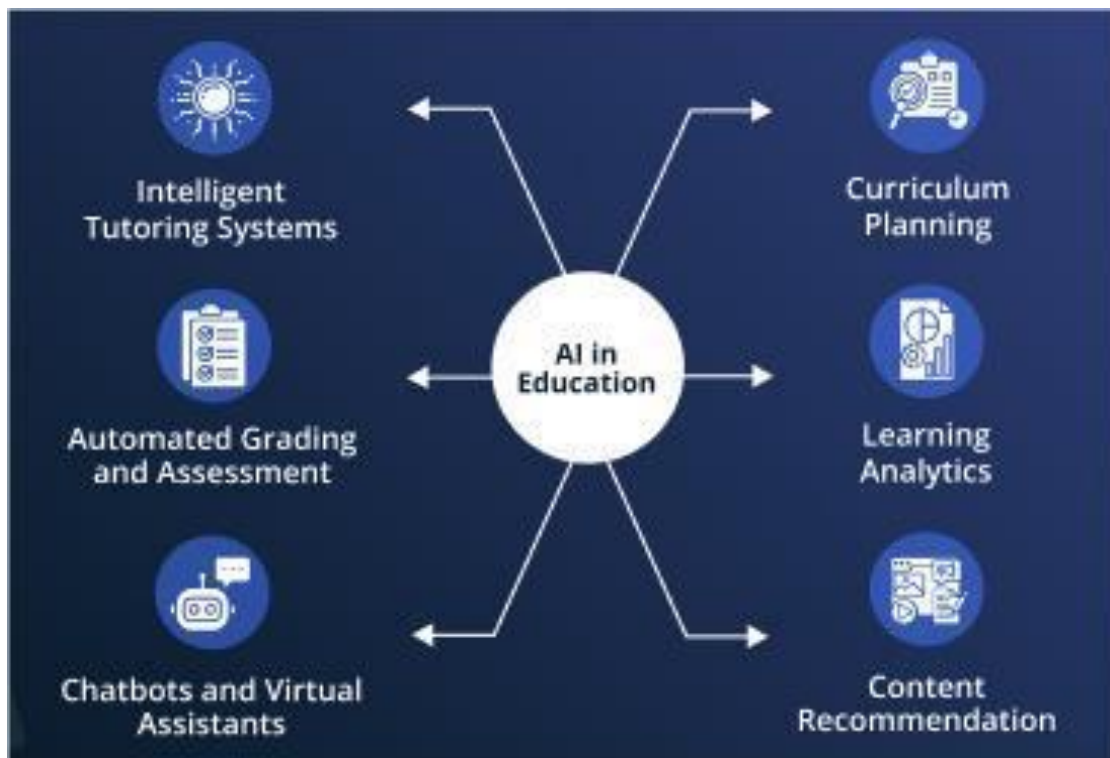 Intelligent
Tutoring Systems
Automated Grading
and Assessment
Chatbots and Virtual
Assistants
AI in
Education
Curriculum
Planning
Learning
Analytics
Content
Recommendation